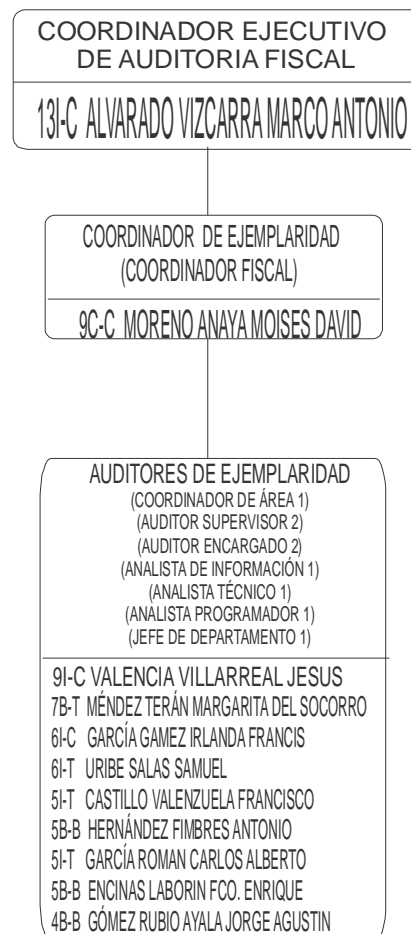 COORDINADOR EJECUTIVO
DE AUDITORIA FISCAL
13I-C ALVARADO VIZCARRA MARCO ANTONIO
COORDINADOR DE EJEMPLARIDAD
(COORDINADOR FISCAL)
9C-C MORENO ANAYA MOISES DAVID
AUDITORES DE EJEMPLARIDAD
(COORDINADOR DE ÁREA 1)
(AUDITOR SUPERVISOR 2)
(AUDITOR ENCARGADO 2)
(ANALISTA DE INFORMACIÓN 1)
(ANALISTA TÉCNICO 1)
(ANALISTA PROGRAMADOR 1)
(JEFE DE DEPARTAMENTO 1)
9I-C VALENCIA VILLARREAL JESUS
7B-T MÉNDEZ TERÁN MARGARITA DEL SOCORRO
6I-C GARCÍA GAMEZ IRLANDA FRANCIS
6I-T URIBE SALAS SAMUEL
5I-T CASTILLO VALENZUELA FRANCISCO
5B-B HERNÁNDEZ FIMBRES ANTONIO
5I-T GARCÍA ROMAN CARLOS ALBERTO
5B-B ENCINAS LABORIN FCO. ENRIQUE
4B-B GÓMEZ RUBIO AYALA JORGE AGUSTIN